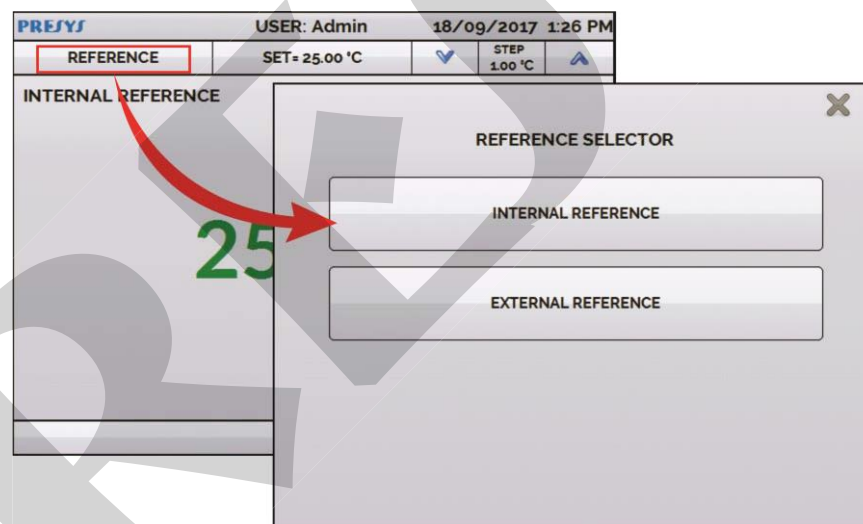 PRESYS USER: Admin 18/09/2017 1:26 PM
REFERENCE SET= 25.00 °C STEP
1.00 °C
INTERNAL REFERENCE
REFERENCE SELECTOR
INTERNAL REFERENCE
25
EXTERNAL REFERENCE